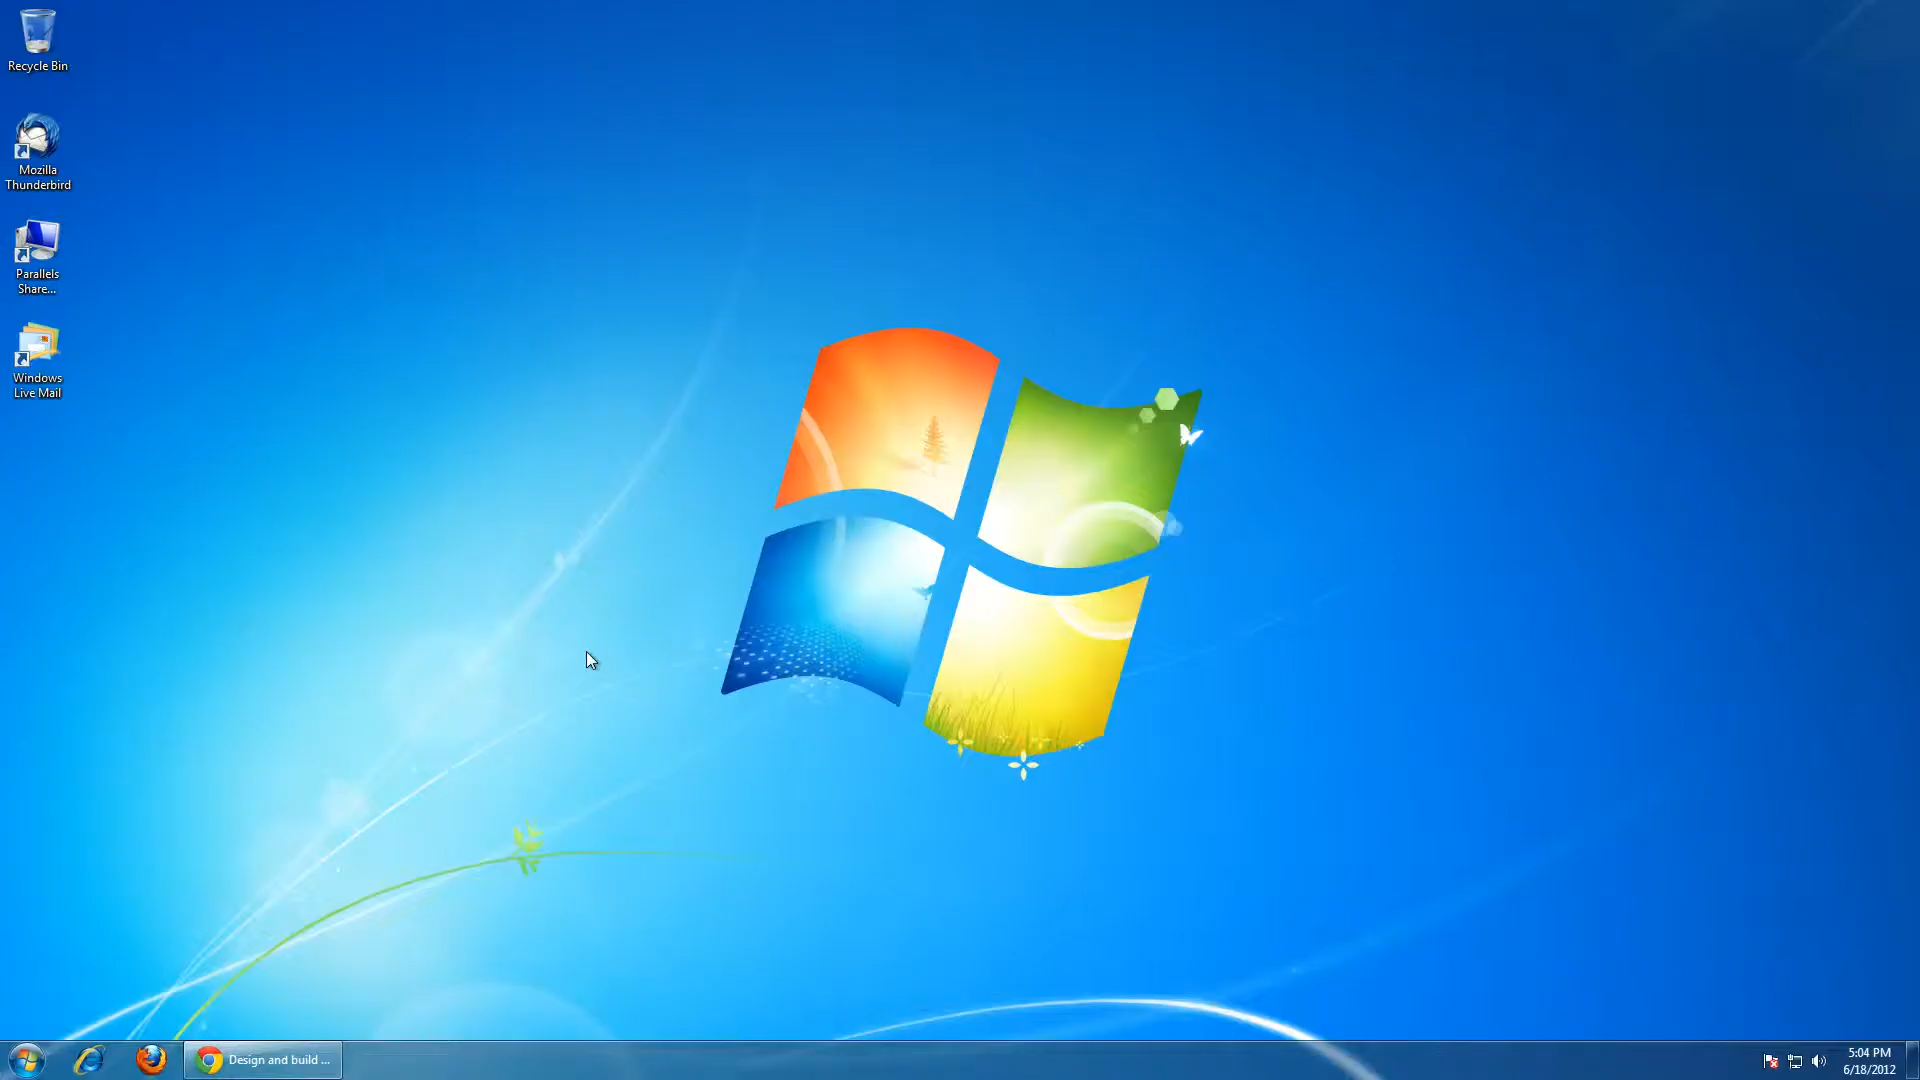 Recycle Bin
Mozilla
Thunderbird
Parallels
Share...
Windows
Live Mail
Design and build ...
5:04 PM
6/18/2012